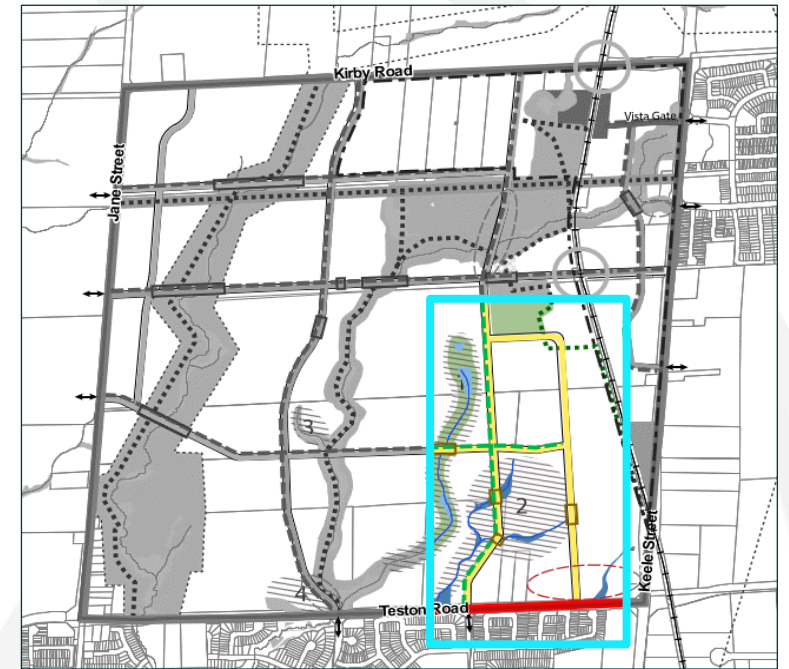 Kirby Road
Vista Gate
Jane Street
1
3
2
4
Keele Street
Teston Road